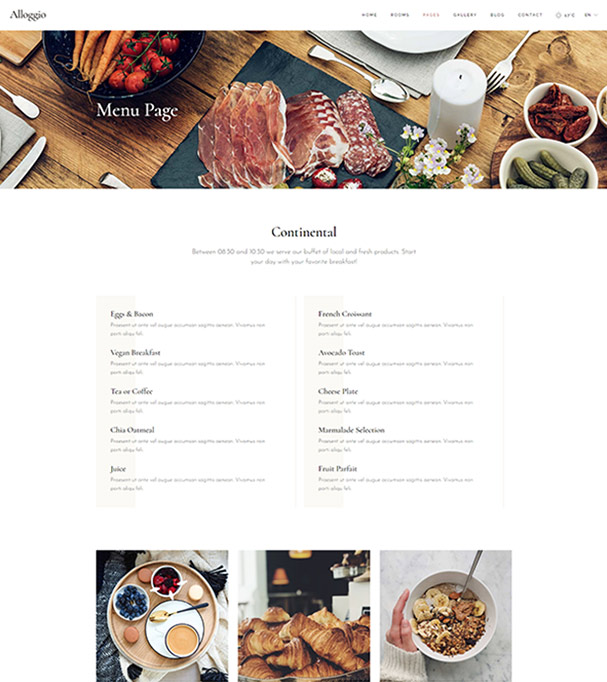 Alloggio
HOME ROOMS PAGES GALLERY BLOG CONTACT EN
Menu Page
Continental
Between 08.30 and 10.30 we serve our buffet of local and fresh products. Start
your day with your favorite breakfast!
Eggs & Bacon
Praesent ut ante vel augue accumsan sagittis aenean. Vivamus non
porti aliqu feli.
French Croissant
Praesent ut ante vel augue accumsan sagittis aenean. Vivamus non
porti aliqu feli.
Vegan Breakfast
Praesent ut ante vel augue accumsan sagittis aenean. Vivamus non
porti aliqu feli.
Avocado Toast
Praesent ut ante vel augue accumsan sagittis aenean. Vivamus non
porti aliqu feli.
Tea or Coffee
Praesent ut ante vel augue accumsan sagittis aenean. Vivamus non
porti aliqu feli.
Cheese Plate
Praesent ut ante vel augue accumsan sagittis aenean. Vivamus non
porti aliqu feli.
Chia Oatmeal
Praesent ut ante vel augue accumsan sagittis aenean. Vivamus non
porti aliqu feli.
Marmalade Selection
Praesent ut ante vel augue accumsan sagittis aenean. Vivamus non
porti aliqu feli.
Juice
Praesent ut ante vel augue accumsan sagittis aenean. Vivamus non
porti aliqu feli.
Fruit Parfait
Praesent ut ante vel augue accumsan sagittis aenean. Vivamus non
porti aliqu feli.